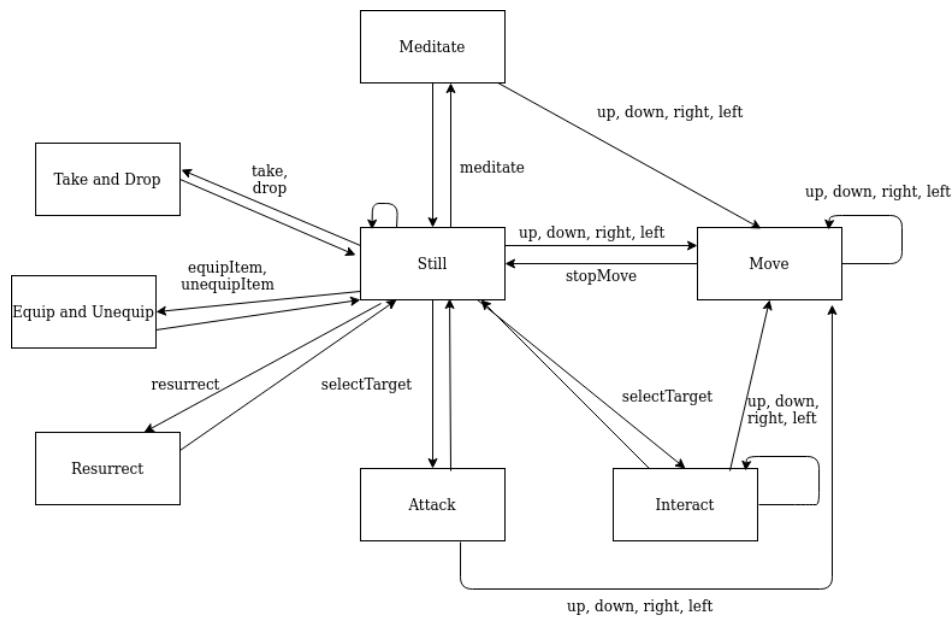 Meditate
up, down, right, left
meditate
Take and Drop
take,
drop
up, down, right, left
Still
up, down, right, left
stopMove
Move
equipItem,
unequipItem
Equip and Unequip
resurrect
selectTarget
selectTarget
up, down,
right, left
Resurrect
Attack
Interact
up, down, right, left